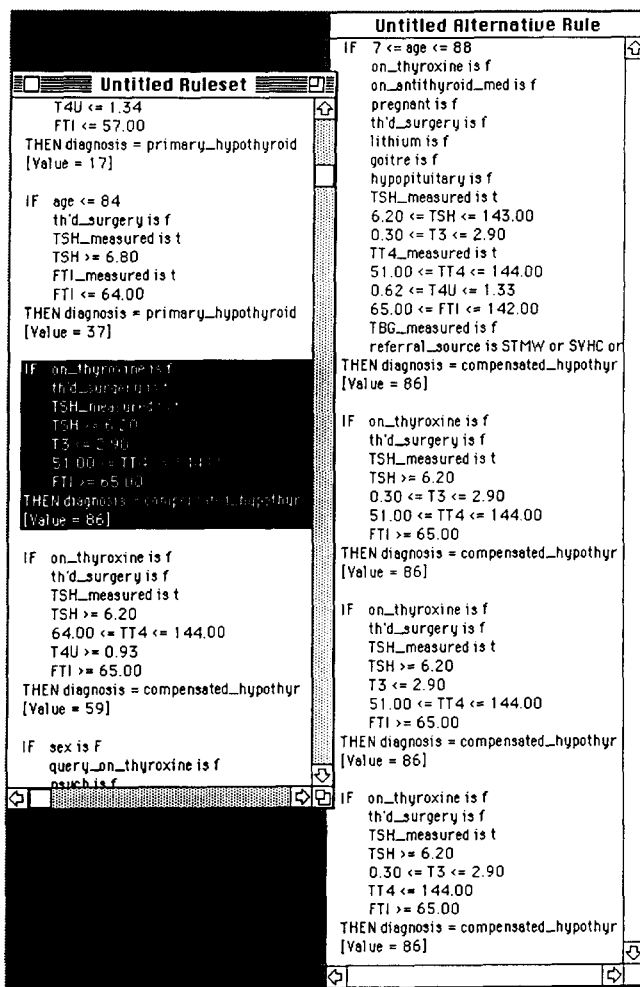 Untitled Ruleset
T4U <= 1.34
FTI <= 57.00
THEN diagnosis = primary_hypothyroid
[Value = 17]
IF age <= 84
th'd_surgery is f
TSH_measured is t
TSH >= 6.80
FTI_measured is t
FTI <= 64.00
THEN diagnosis = primary_hypothyroid
[Value = 37]
IF on_thyroxine is f
th'd_surgery is f
TSH_measured is t
TSH >= 6.20
T3 <= 2.90
51.00 <= TT4 <=
FTI >= 65.00
THEN diagnosis = compensated_hypothyr
[Value = 86]
IF on_thyroxine is f
th'd_surgery is f
TSH_measured is t
TSH >= 6.20
64.00 <= TT4 <= 144.00
T4U >= 0.93
FTI >= 65.00
THEN diagnosis = compensated_hypothyr
[Value = 59]
IF sex is F
query_on_thyroxine is f
psych is f
Untitled Alternative Rule
IF 7 <= age <= 88
on_thyroxine is f
on_antithyroid_med is f
pregnant is f
th'd_surgery is f
lithium is f
goitre is f
hypopituitary is f
TSH_measured is t
6.20 <= TSH <= 143.00
0.30 <= T3 <= 2.90
TT4_measured is t
51.00 <= TT4 <= 144.00
0.62 <= T4U <= 1.33
65.00 <= FTI <= 142.00
TBG_measured is f
referral_source is STMW or SVHC or
THEN diagnosis = compensated_hypothyr
[Value = 86]
IF on_thyroxine is f
th'd_surgery is f
TSH_measured is t
TSH >= 6.20
0.30 <= T3 <= 2.90
51.00 <= TT4 <= 144.00
FTI >= 65.00
THEN diagnosis = compensated_hypothyr
[Value = 86]
IF on_thyroxine is f
th'd_surgery is f
TSH_measured is t
TSH >= 6.20
T3 <= 2.90
51.00 <= TT4 <= 144.00
FTI >= 65.00
THEN diagnosis = compensated_hypothyr
[Value = 86]
IF on_thyroxine is f
th'd_surgery is f
TSH_measured is t
TSH >= 6.20
0.30 <= T3 <= 2.90
TT4 <= 144.00
FTI >= 65.00
THEN diagnosis = compensated_hypothyr
[Value = 86]